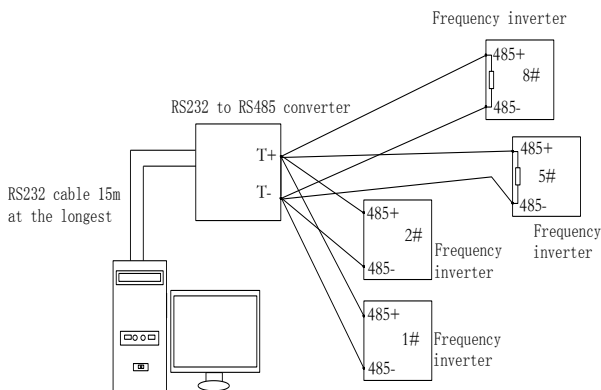 Frequency inverter
485+
8#
485-
RS232 to RS485 converter
T+
T-
485+
5#
485-
Frequency
inverter
RS232 cable 15m
at the longest
485+
2#
485-
Frequency
inverter
485+
1#
485-
Frequency
inverter